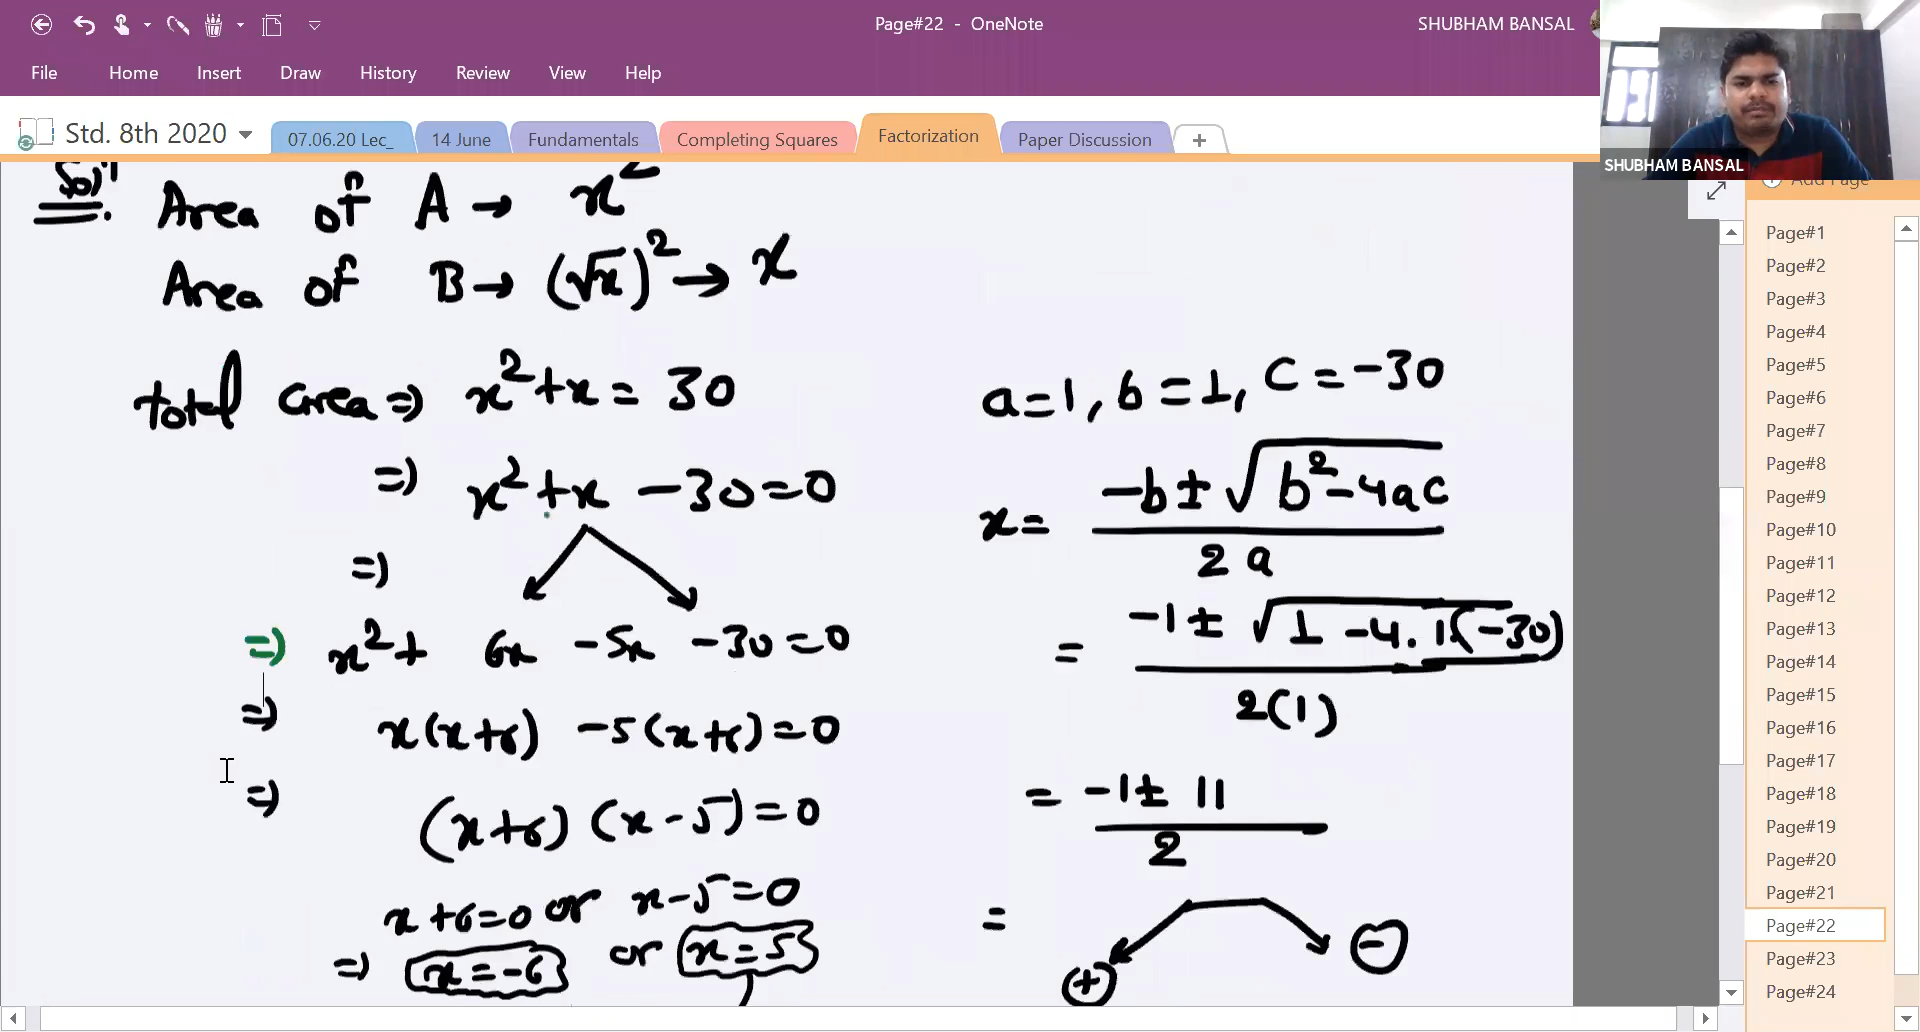 Page#22 - OneNote
SHUBHAM BANSAL
File Home Insert Draw History Review View Help
SHUBHAM BANSAL
Std. 8th 2020
07.06.20 Lec_
14 June
Fundamentals
Completing Squares
Factorization
Paper Discussion
+
Add Page
Solⁿ. Area of A → x²
Area of B → (√x)² → x
total area ⇒ x² + x = 30
⇒ x² + x - 30 = 0
⇒
⇒ x² + 6x - 5x - 30 = 0
⇒ x(x+6) - 5(x+6) = 0
⇒ (x+6) (x-5) = 0
x+6=0 or x-5=0
⇒ x=-6 or x=5
a=1, b=1, C=-30
x = -b ± √b²-4ac
2a
= -1 ± √1 -4.1(-30)
2(1)
= -1 ± 11
2
=
+ -
Page#1
Page#2
Page#3
Page#4
Page#5
Page#6
Page#7
Page#8
Page#9
Page#10
Page#11
Page#12
Page#13
Page#14
Page#15
Page#16
Page#17
Page#18
Page#19
Page#20
Page#21
Page#22
Page#23
Page#24